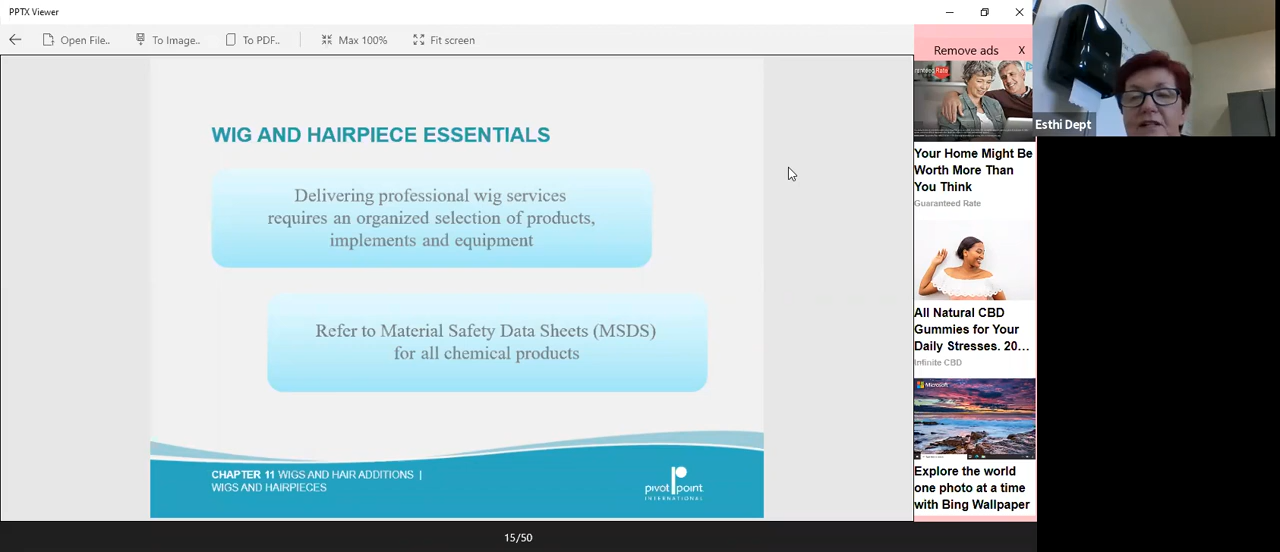 PPTX Viewer
Open File..
To Image..
To PDF..
Max 100%
Fit screen
Remove ads X
WIG AND HAIRPIECE ESSENTIALS
Delivering professional wig services
requires an organized selection of products,
implements and equipment
Refer to Material Safety Data Sheets (MSDS)
for all chemical products
CHAPTER 11 WIGS AND HAIR ADDITIONS |
WIGS AND HAIRPIECES
pivot point
INTERNATIONAL
15/50
ranteed Rate
Your Home Might Be
Worth More Than
You Think
Guaranteed Rate
All Natural CBD
Gummies for Your
Daily Stresses. 20...
Infinite CBD
Microsoft
Explore the world
one photo at a time
with Bing Wallpaper
Esthi Dept